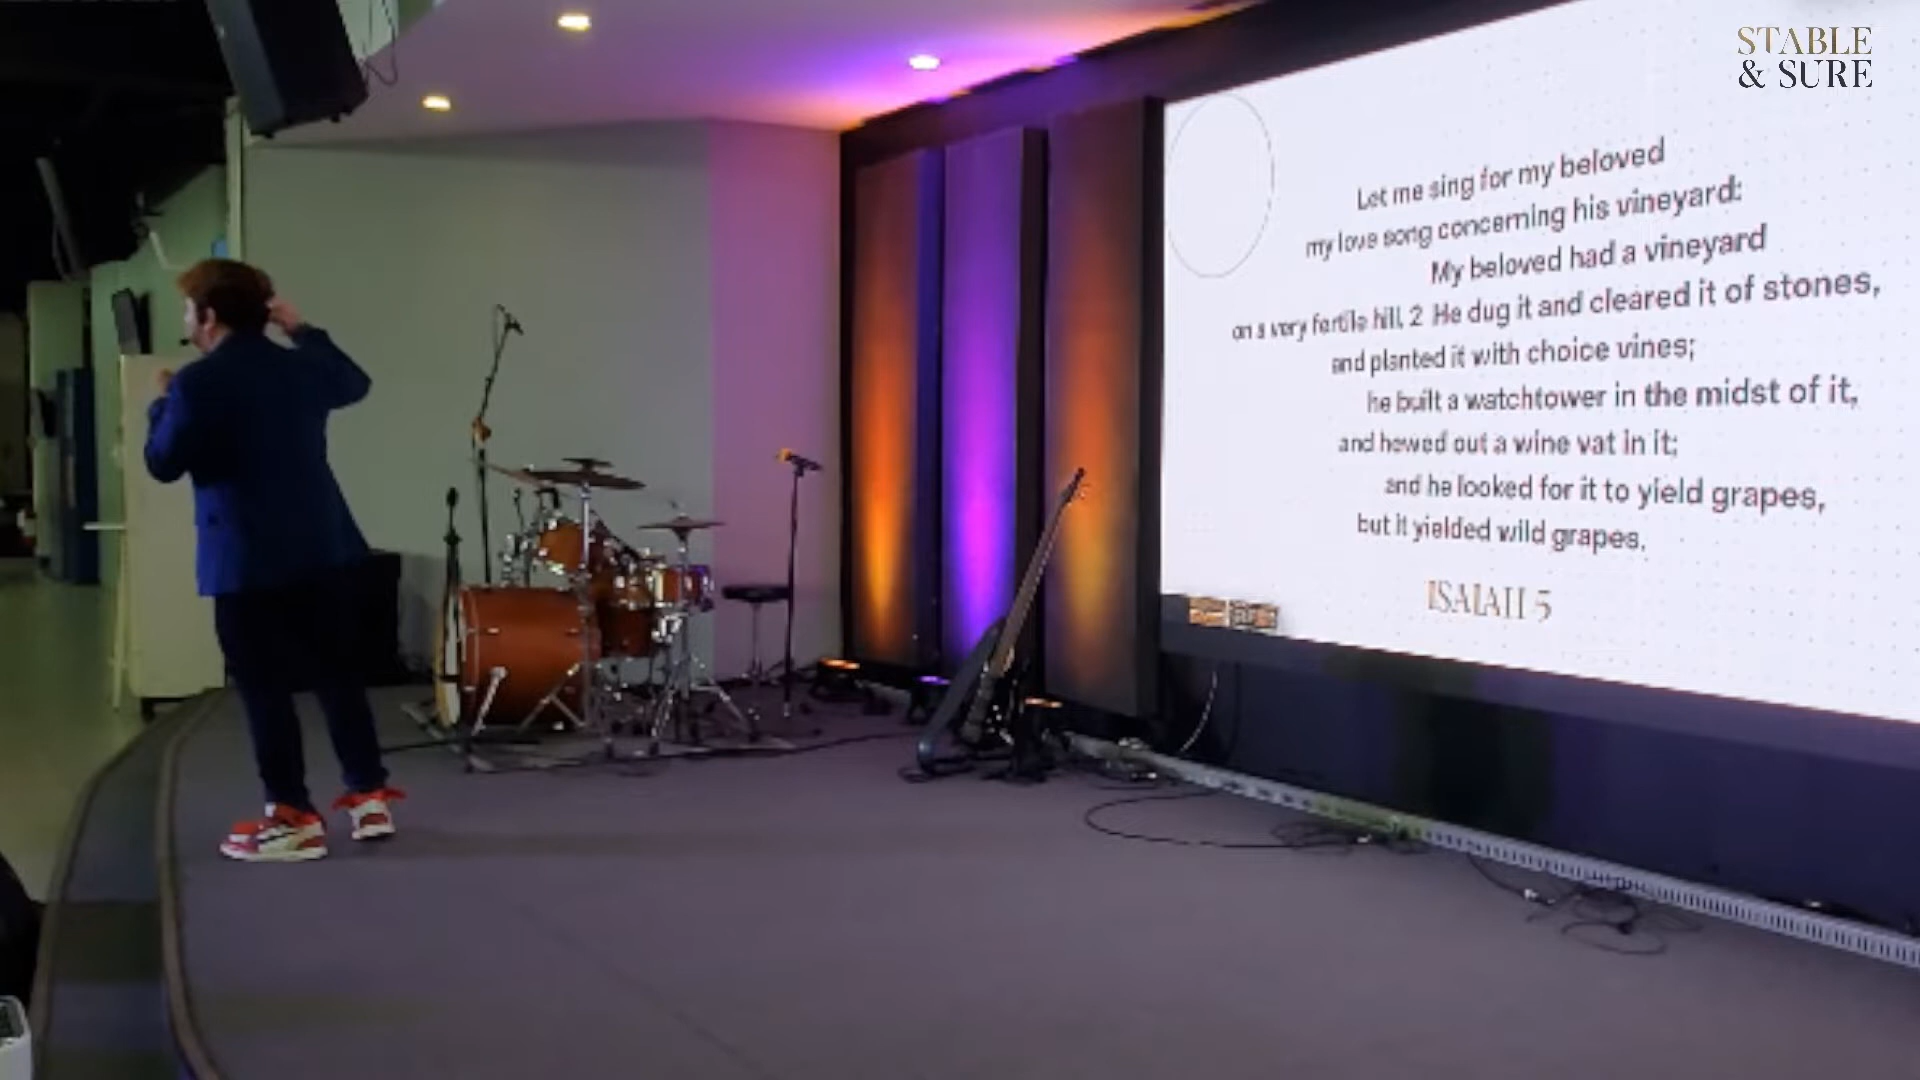 STABLE
& SURE
Let me sing for my beloved
my love song concerning his vineyard:
My beloved had a vineyard
on a very fertile hill. 2 He dug it and cleared it of stones,
and planted it with choice vines;
he built a watchtower in the midst of it,
and hewed out a wine vat in it;
and he looked for it to yield grapes,
but it yielded wild grapes.
ISAIAH 5